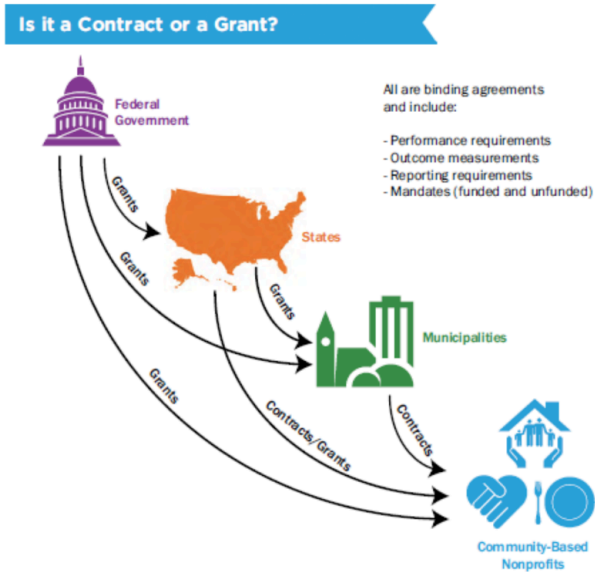 Is it a Contract or a Grant?
Federal
Government
All are binding agreements
and include:
- Performance requirements
- Outcome measurements
- Reporting requirements
- Mandates (funded and unfunded)
Grants
States
Grants
Grants
Municipalities
Grants
Contracts/Grants
Contracts
Community-Based
Nonprofits